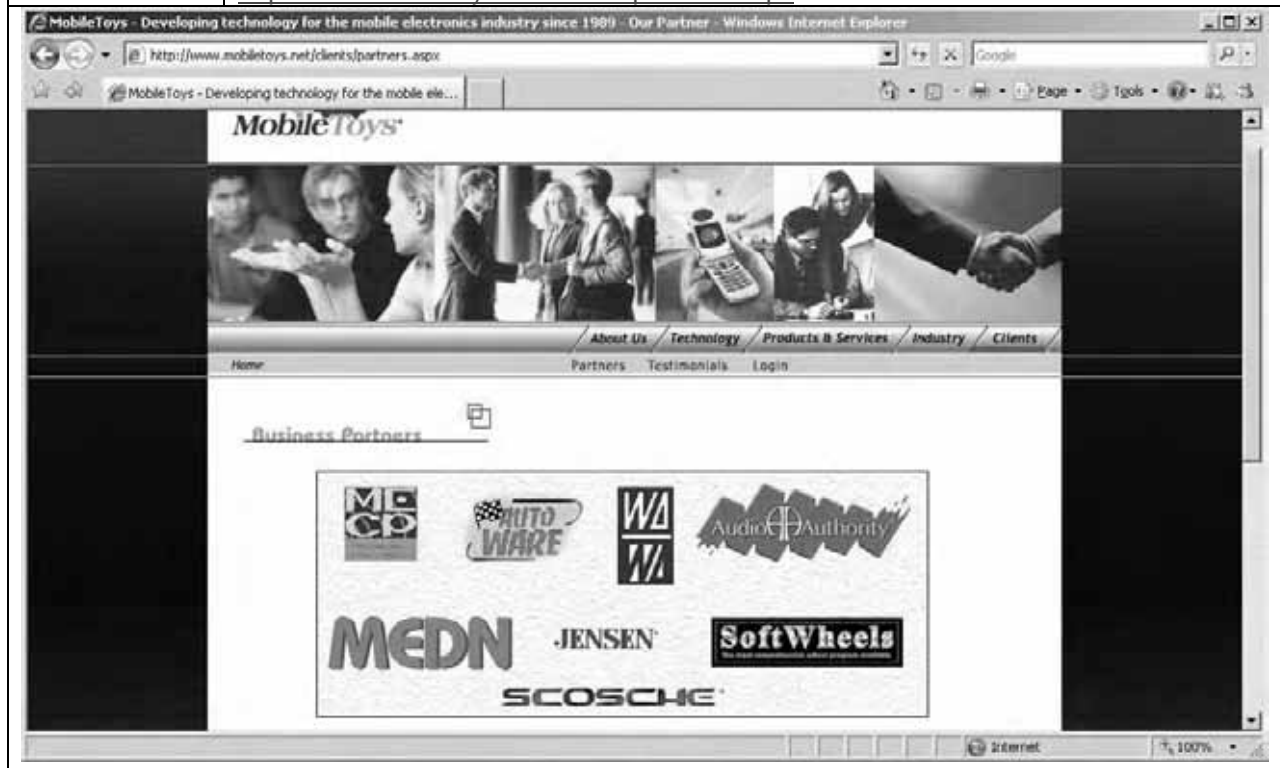 MobileToys - Developing technology for the mobile electronics industry since 1989 - Our Partner - Windows Internet Explorer
http://www.mobiletoys.net/clients/partners.aspx
Google
MobileToys - Developing technology for the mobile ele...
Page
Tools
MobileToys
About Us
Technology
Products & Services
Industry
Clients
Home
Partners
Testimonials
Login
Business Partners
MECP
AUTO WARE
Audio Authority
MEDN
JENSEN
SoftWheels
SCOSCHE
Internet
100%